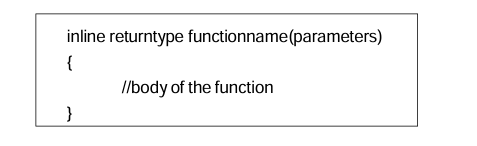 inline returntype functionname(parameters)
{
//body of the function
}